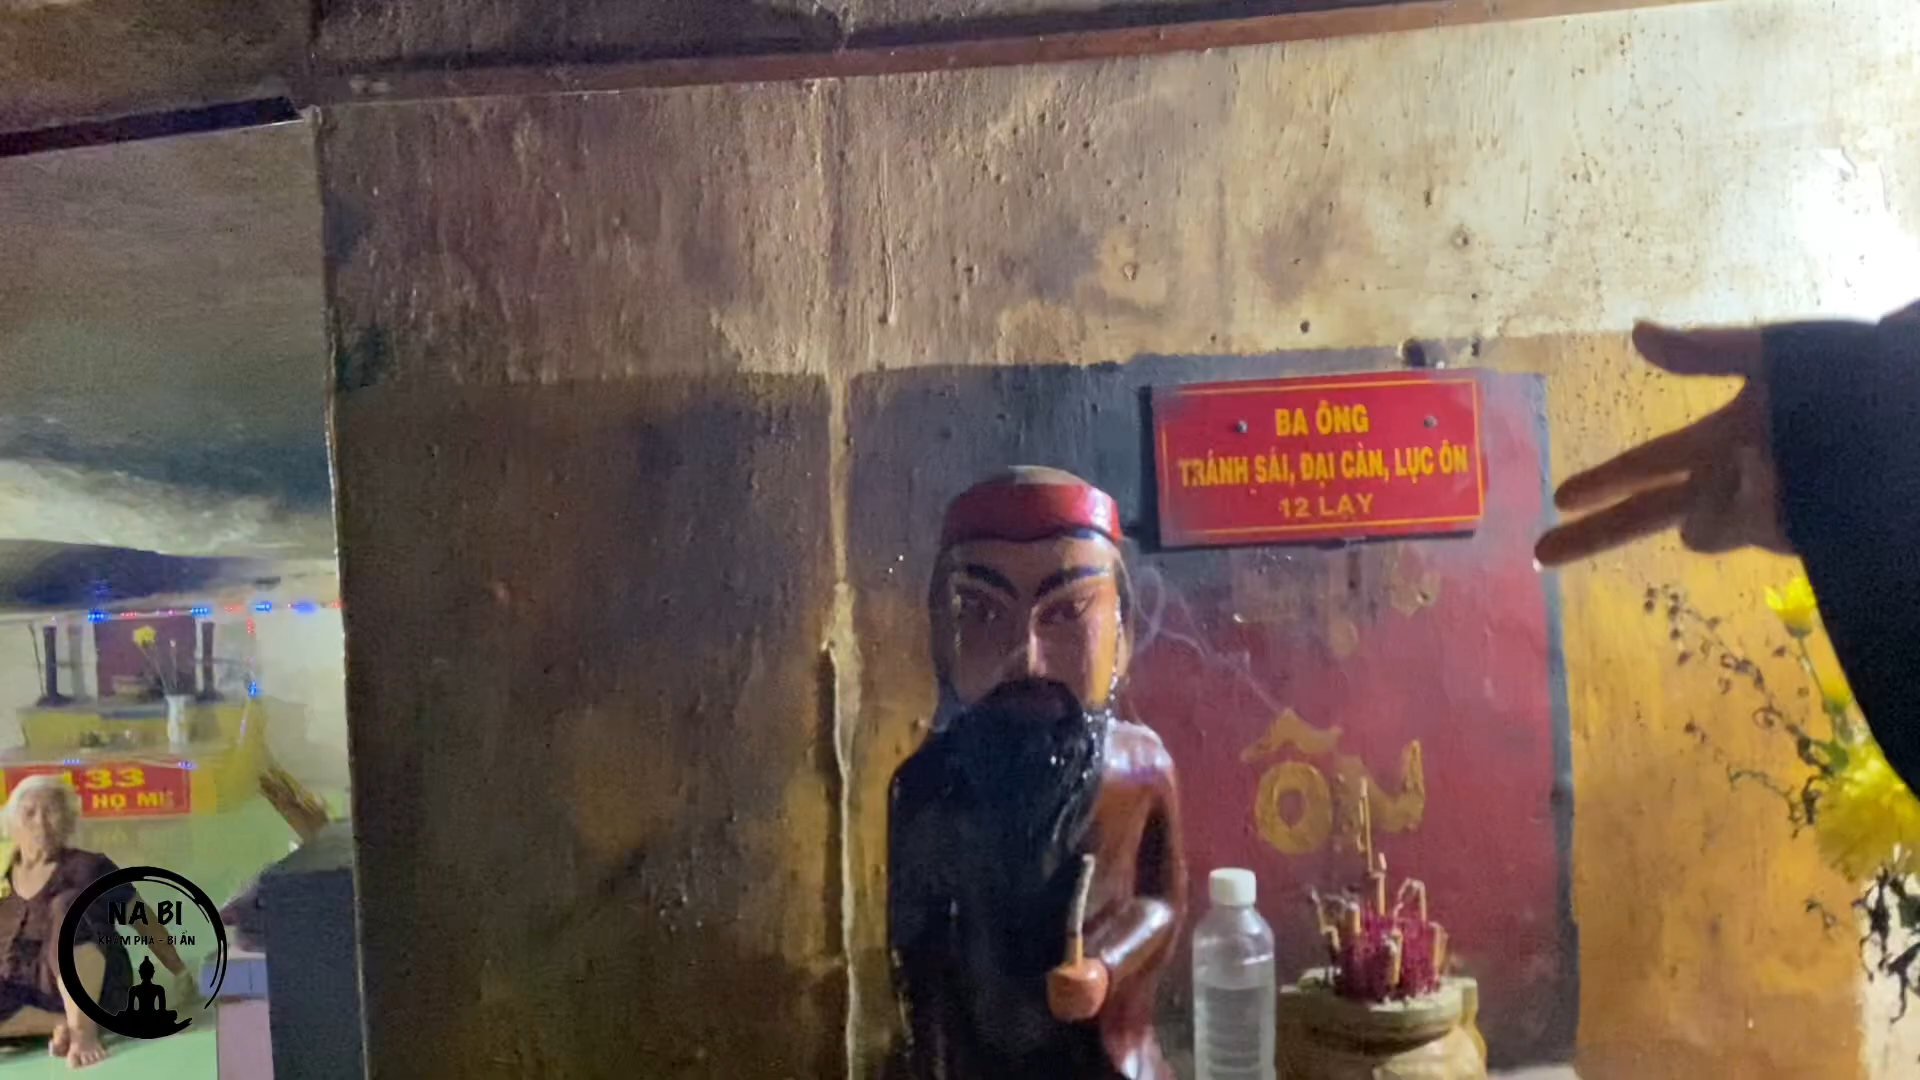 BA ÔNG
TRÁNH SÁI, ĐẠI CÀN, LỤC ÔN
12 LẠY
ÔN
133
HỌ MẸ
NA BI
KHÁM PHÁ - BÍ ẨN